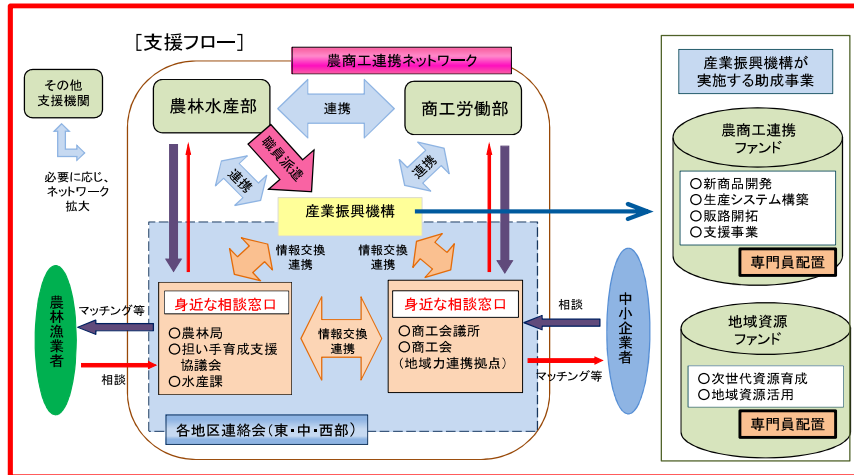 [支援フロー]
農商工連携ネットワーク
その他
支援機関
必要に応じ、
ネットワーク
拡大
農林水産部
連携
商工労働部
職員派遣
連携
連携
産業振興機構
情報交換
連携
情報交換
連携
農林漁業者
マッチング等
相談
身近な相談窓口
○農林局
○担い手育成支援
協議会
○水産課
情報交換
連携
身近な相談窓口
○商工会議所
○商工会
(地域力連携拠点)
相談
マッチング等
中小企業者
各地区連絡会(東・中・西部)
産業振興機構が
実施する助成事業
農商工連携
ファンド
○新商品開発
○生産システム構築
○販路開拓
○支援事業
専門員配置
地域資源
ファンド
○次世代資源育成
○地域資源活用
専門員配置